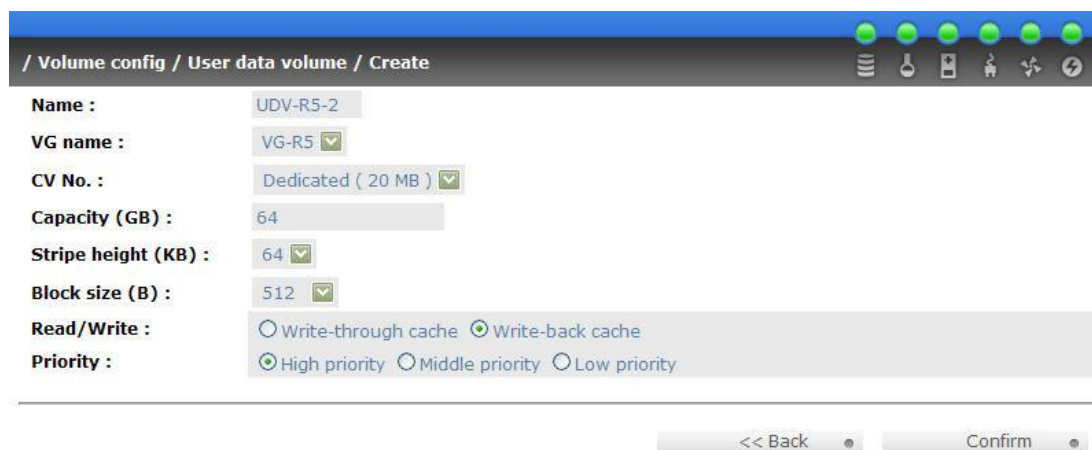 / Volume config / User data volume / Create
Name : UDV-R5-2
VG name : VG-R5
CV No. : Dedicated ( 20 MB )
Capacity (GB) : 64
Stripe height (KB) : 64
Block size (B) : 512
Read/Write : Write-through cache Write-back cache
Priority : High priority Middle priority Low priority
<< Back Confirm